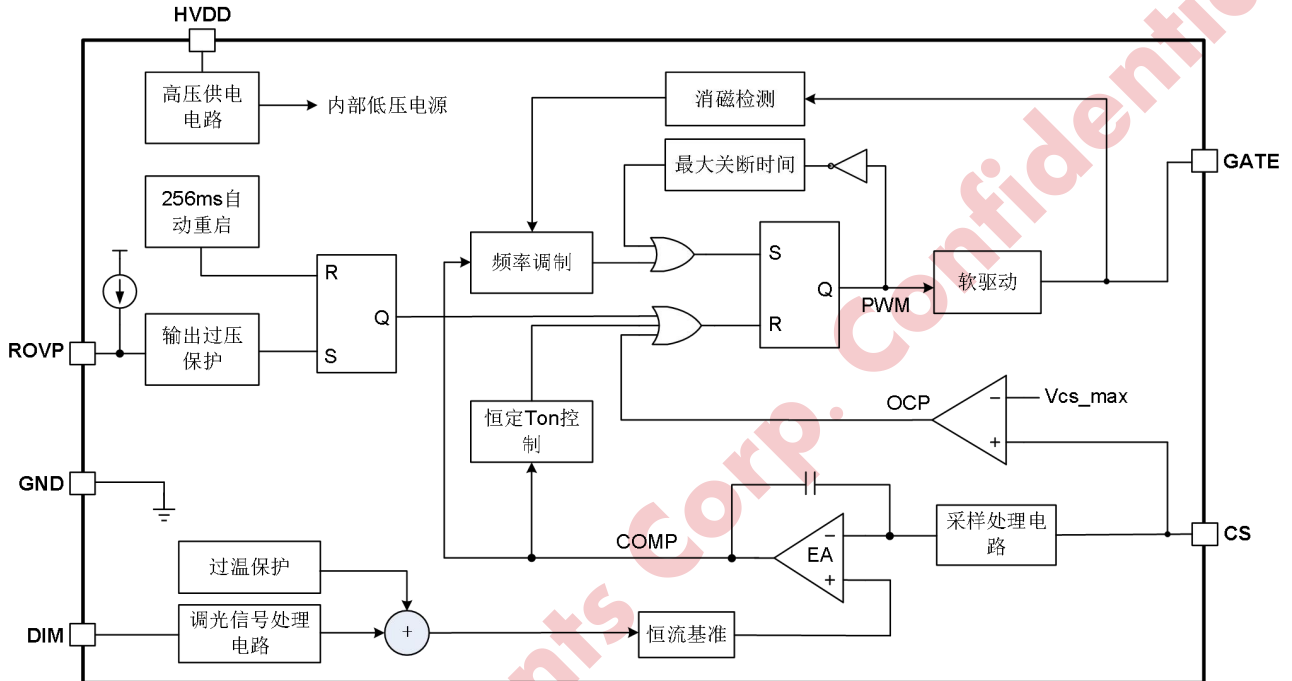 HVDD
高压供电
电路
内部低压电源
消磁检测
最大关断时间
GATE
256ms自
动重启
频率调制
S
Q
R
PWM
软驱动
R
Q
S
ROVP
输出过压
保护
恒定Ton控
制
OCP
Vcs_max
−
+
GND
COMP
EA
−
+
采样处理电
路
CS
过温保护
DIM
调光信号处理
电路
+
恒流基准
nts Corp. Confidentia